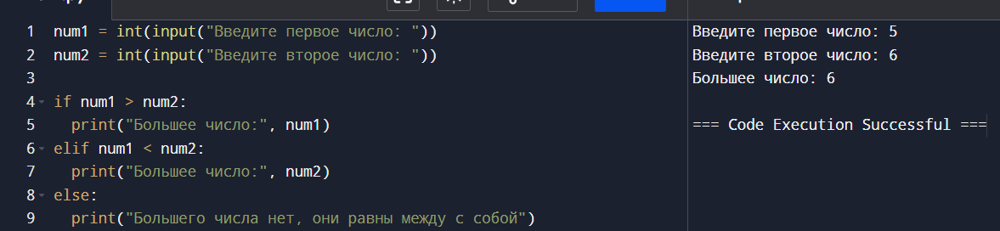 1 num1 = int(input("Введите первое число: "))
2 num2 = int(input("Введите второе число: "))
3
4 if num1 > num2:
5   print("Большее число:", num1)
6 elif num1 < num2:
7   print("Большее число:", num2)
8 else:
9   print("Большего числа нет, они равны между с собой")
Введите первое число: 5
Введите второе число: 6
Большее число: 6
=== Code Execution Successful ===